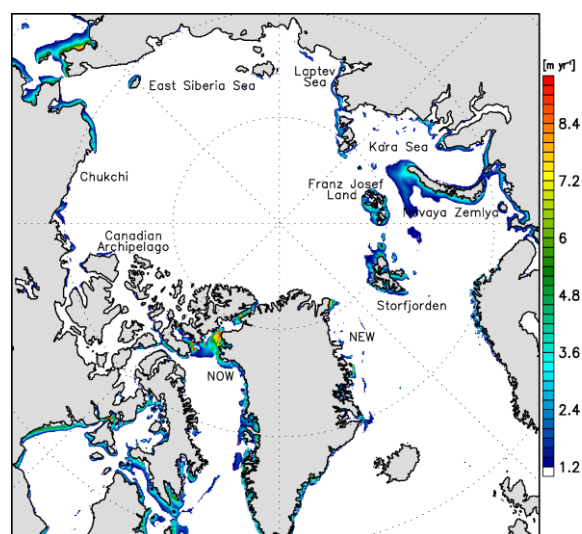 [m yr⁻¹]
Laptev
Sea
East Siberia Sea
8.4
Kara Sea
Chukchi
7.2
Franz Josef
Land
Novaya Zemlya
6
Canadian
Archipelago
4.8
Storfjorden
3.6
NEW
NOW
2.4
1.2